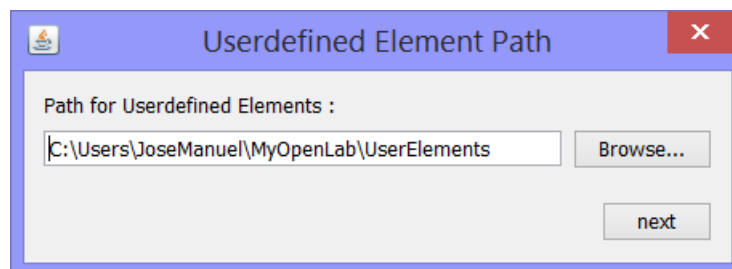 Userdefined Element Path
Path for Userdefined Elements :
C:\Users\JoseManuel\MyOpenLab\UserElements
Browse...
next